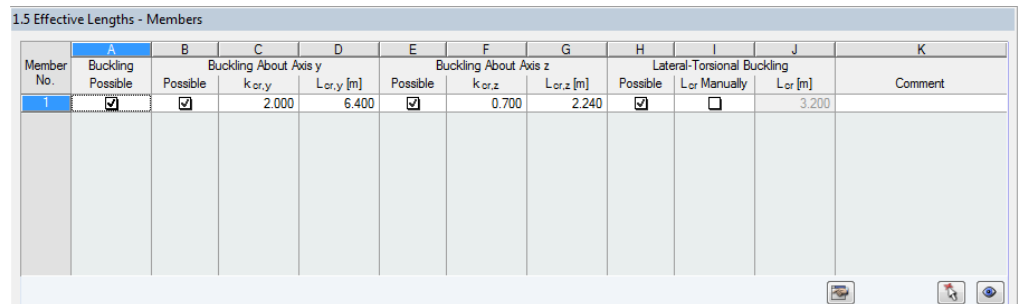 1.5 Effective Lengths - Members
A B C D E F G H I J K
Member Buckling Buckling About Axis y Buckling About Axis z Lateral-Torsional Buckling
No. Possible Possible kcr,y Lcr,y [m] Possible kcr,z Lcr,z [m] Possible Lcr Manually Lcr [m] Comment
1 2.000 6.400 0.700 2.240 3.200